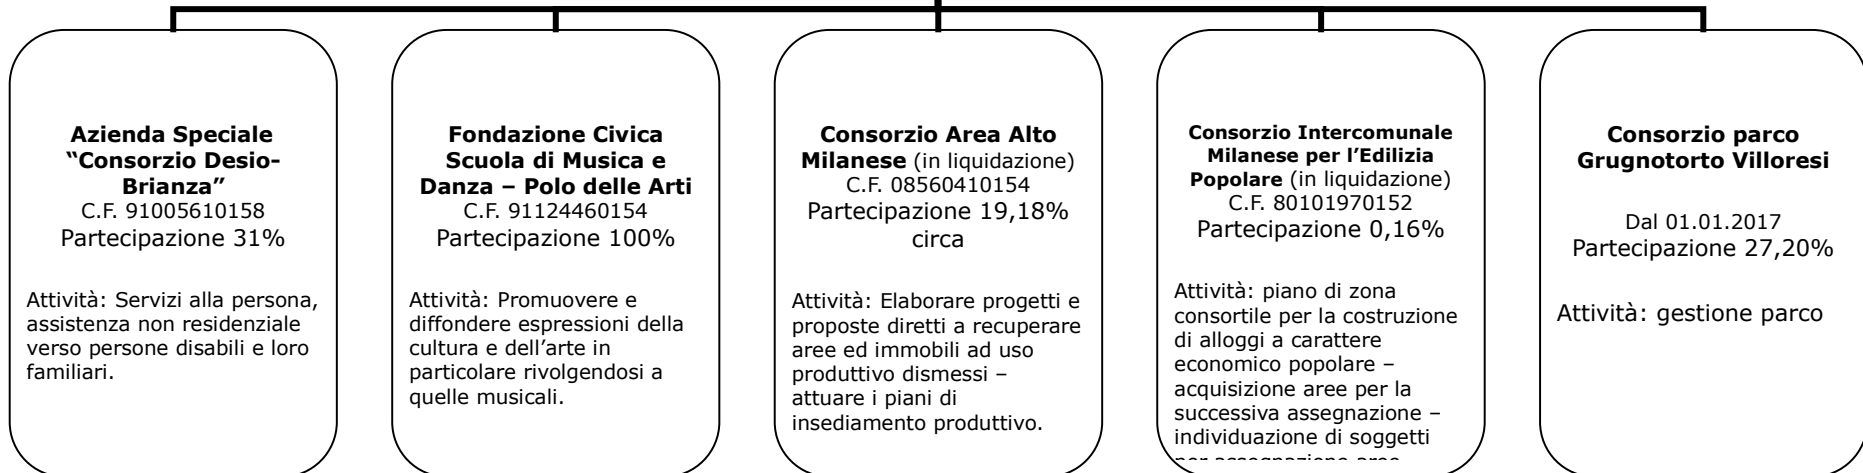 Azienda Speciale
“Consorzio Desio-
Brianza”
C.F. 91005610158
Partecipazione 31%
Attività: Servizi alla persona,
assistenza non residenziale
verso persone disabili e loro
familiari.
Fondazione Civica
Scuola di Musica e
Danza – Polo delle Arti
C.F. 91124460154
Partecipazione 100%
Attività: Promuovere e
diffondere espressioni della
cultura e dell’arte in
particolare rivolgendosi a
quelle musicali.
Consorzio Area Alto
Milanese (in liquidazione)
C.F. 08560410154
Partecipazione 19,18%
circa
Attività: Elaborare progetti e
proposte diretti a recuperare
aree ed immobili ad uso
produttivo dismessi –
attuare i piani di
insediamento produttivo.
Consorzio Intercomunale
Milanese per l’Edilizia
Popolare (in liquidazione)
C.F. 80101970152
Partecipazione 0,16%
Attività: piano di zona
consortile per la costruzione
di alloggi a carattere
economico popolare –
acquisizione aree per la
successiva assegnazione –
individuazione di soggetti
per assegnazione aree
Consorzio parco
Grugnotorto Villoresi
Dal 01.01.2017
Partecipazione 27,20%
Attività: gestione parco